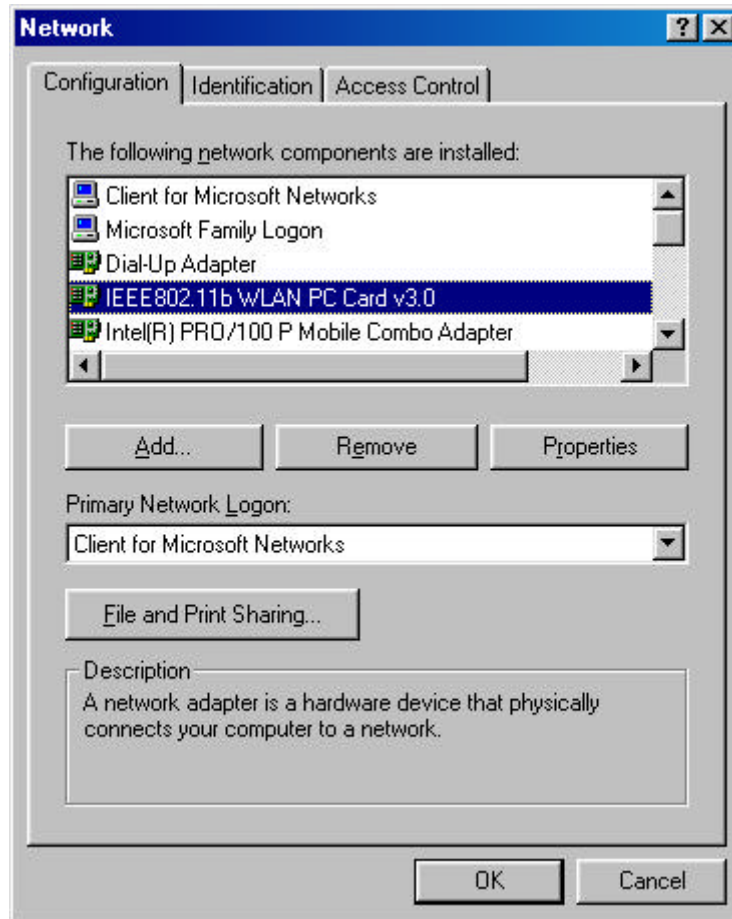 Network
Configuration Identification Access Control
The following network components are installed:
Client for Microsoft Networks
Microsoft Family Logon
Dial-Up Adapter
IEEE802.11b WLAN PC Card v3.0
Intel(R) PRO/100 P Mobile Combo Adapter
Add... Remove Properties
Primary Network Logon:
Client for Microsoft Networks
File and Print Sharing...
Description
A network adapter is a hardware device that physically
connects your computer to a network.
OK Cancel